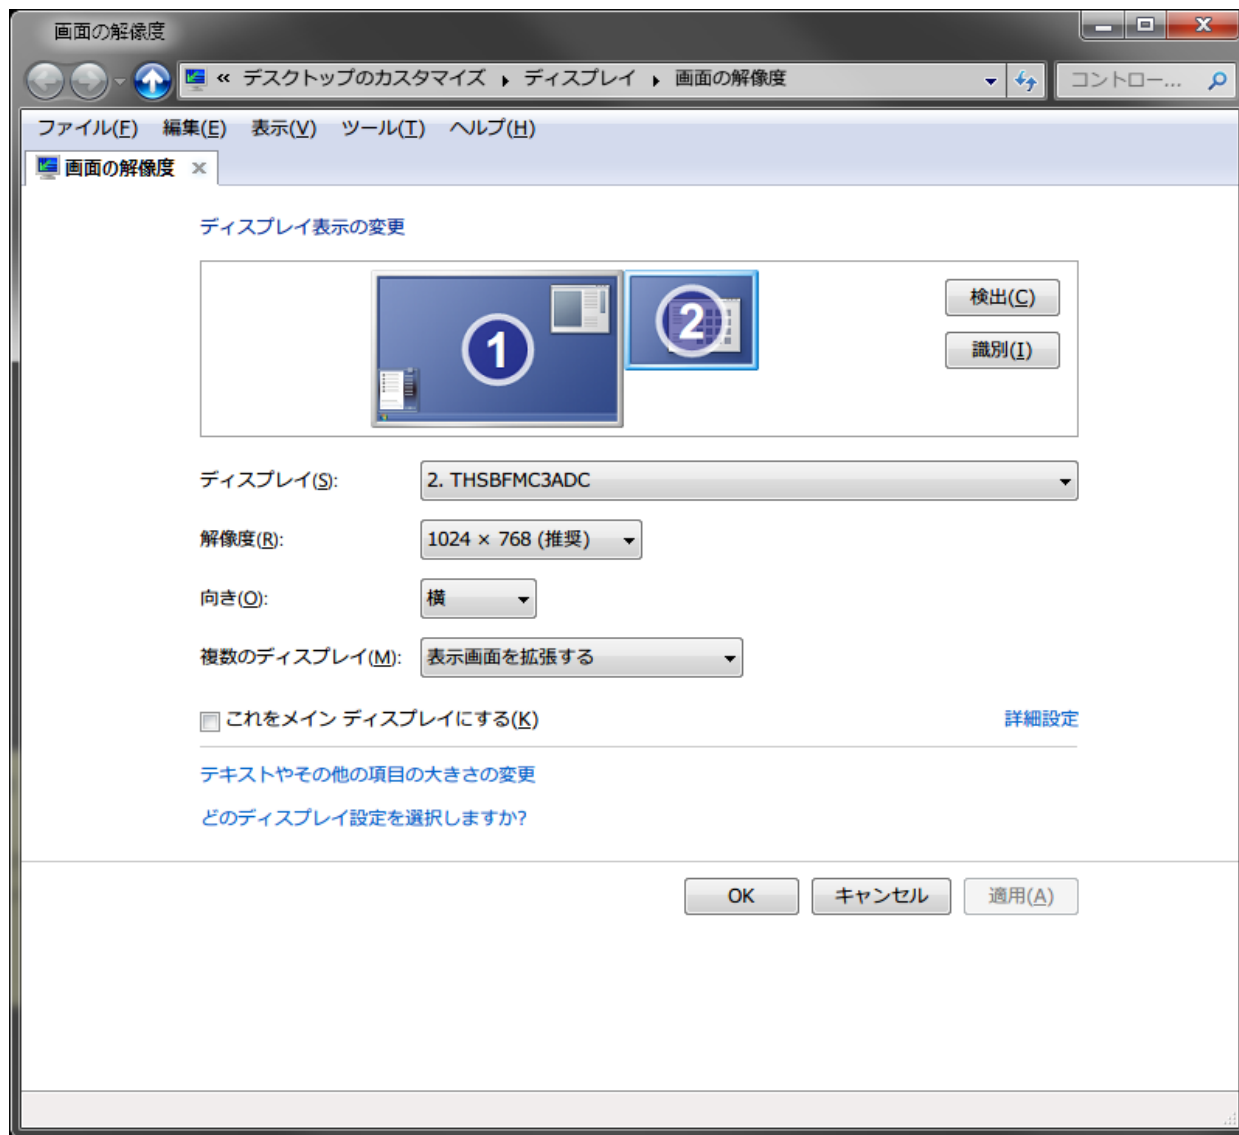 画面の解像度
« デスクトップのカスタマイズ ▸ ディスプレイ ▸ 画面の解像度 コントロー...
ファイル(F) 編集(E) 表示(V) ツール(T) ヘルプ(H)
画面の解像度
ディスプレイ表示の変更
1
2
検出(C)
識別(I)
ディスプレイ(S): 2. THSBFMC3ADC
解像度(R): 1024 × 768 (推奨)
向き(O): 横
複数のディスプレイ(M): 表示画面を拡張する
これをメイン ディスプレイにする(K) 詳細設定
テキストやその他の項目の大きさの変更
どのディスプレイ設定を選択しますか?
OK キャンセル 適用(A)